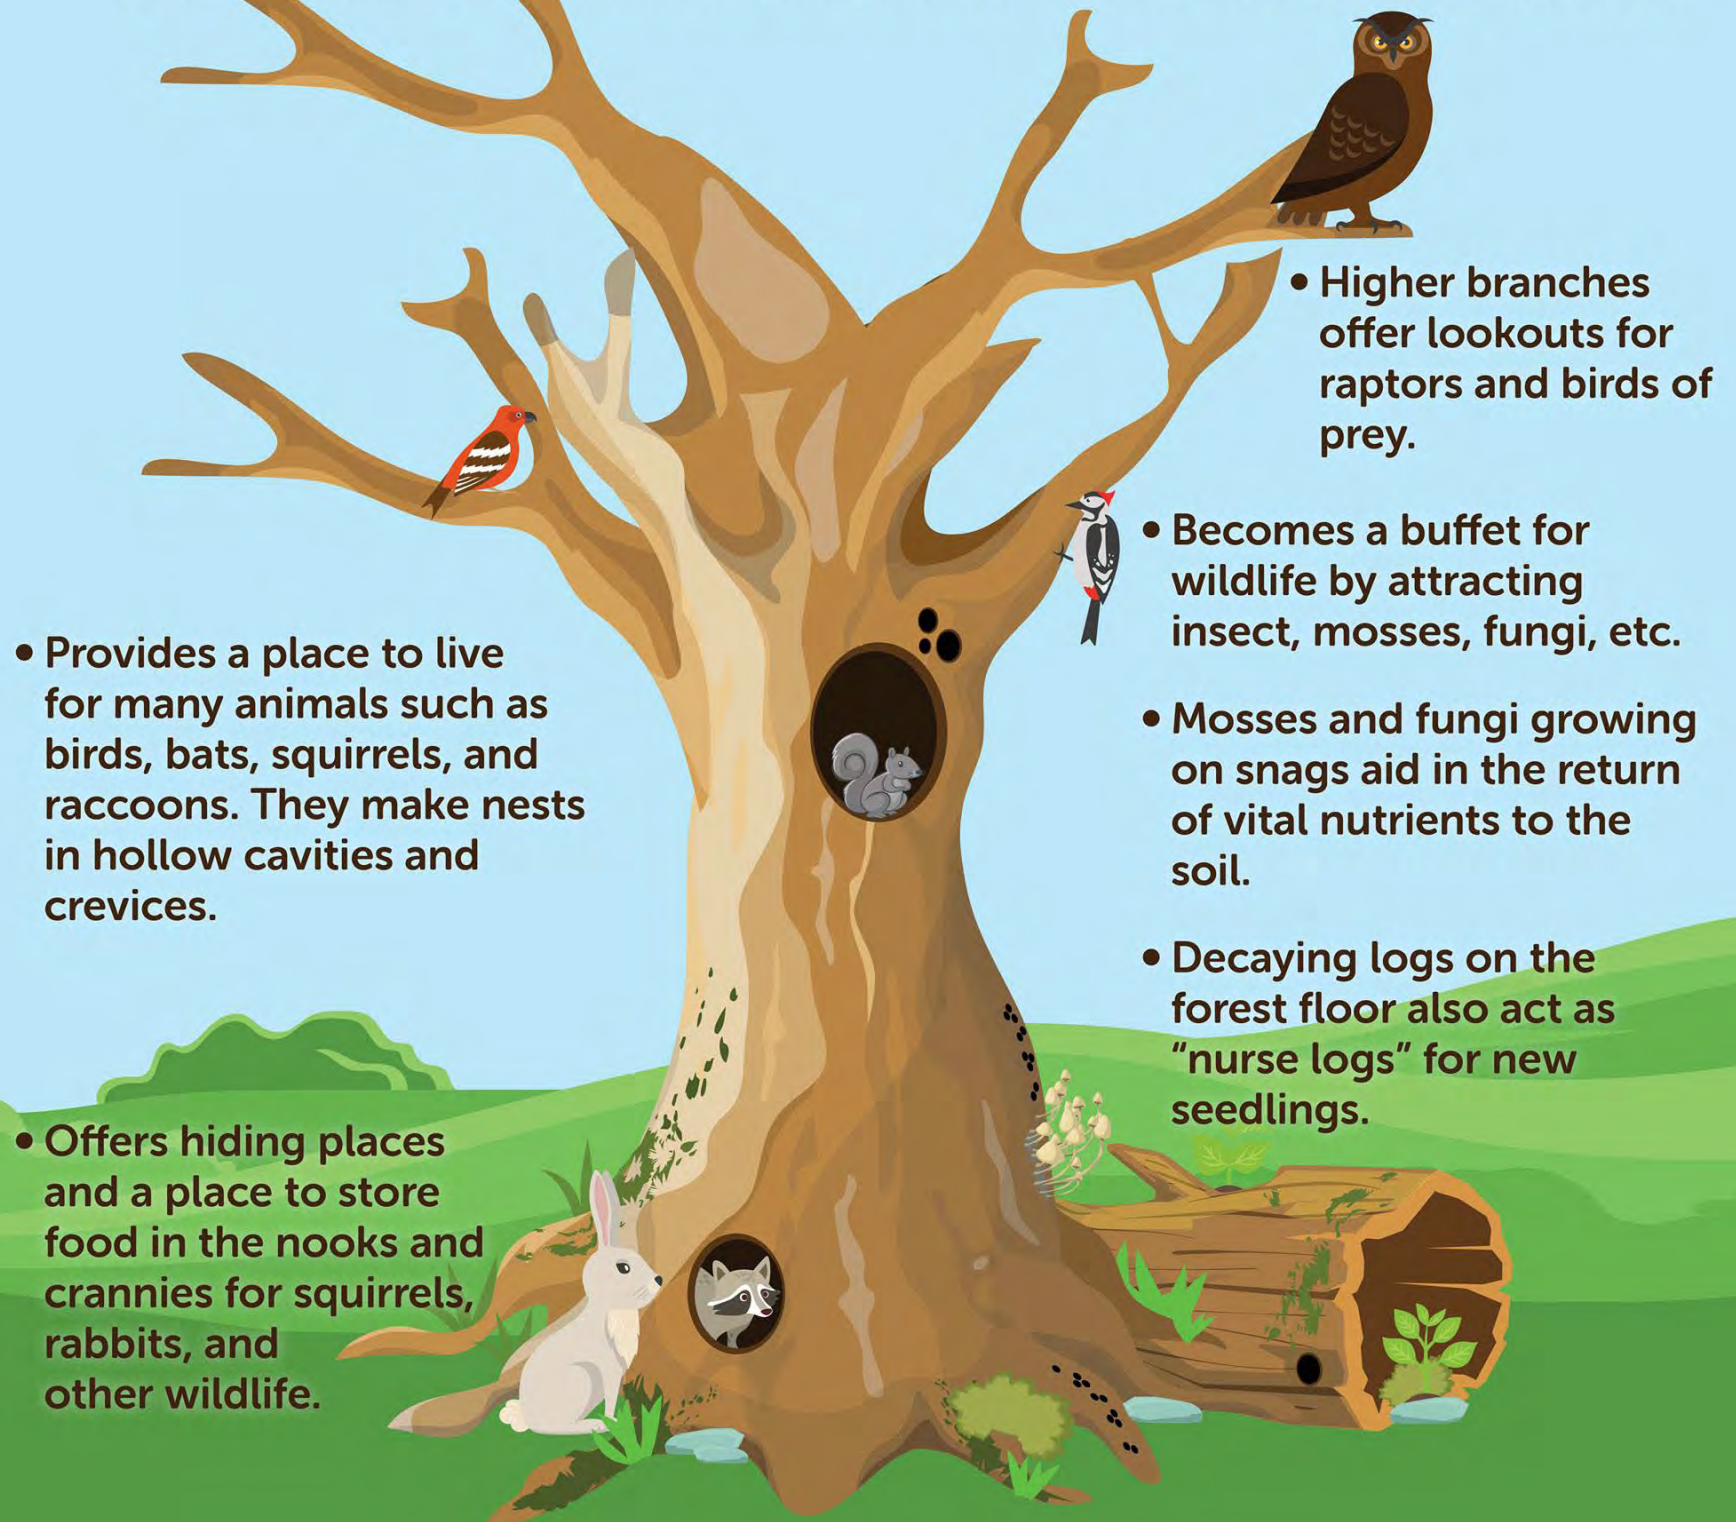 • Higher branches
offer lookouts for
raptors and birds of
prey.
• Becomes a buffet for
wildlife by attracting
insect, mosses, fungi, etc.
• Provides a place to live
for many animals such as
birds, bats, squirrels, and
raccoons. They make nests
in hollow cavities and
crevices.
• Mosses and fungi growing
on snags aid in the return
of vital nutrients to the
soil.
• Decaying logs on the
forest floor also act as
“nurse logs” for new
seedlings.
• Offers hiding places
and a place to store
food in the nooks and
crannies for squirrels,
rabbits, and
other wildlife.